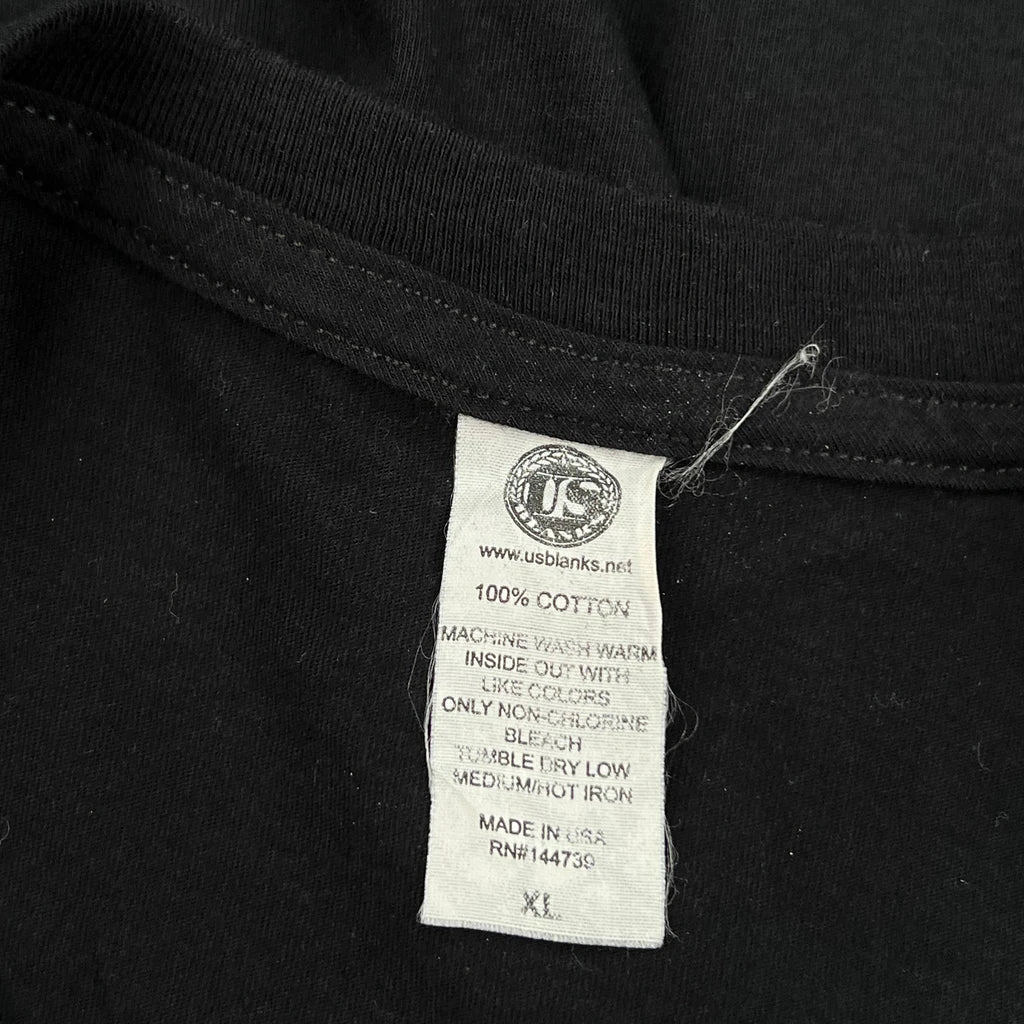 US
BLANKS
www.usblanks.net
100% COTTON
MACHINE WASH WARM
INSIDE OUT WITH
LIKE COLORS
ONLY NON-CHLORINE
BLEACH
TUMBLE DRY LOW
MEDIUM/HOT IRON
MADE IN USA
RN#144739
XL